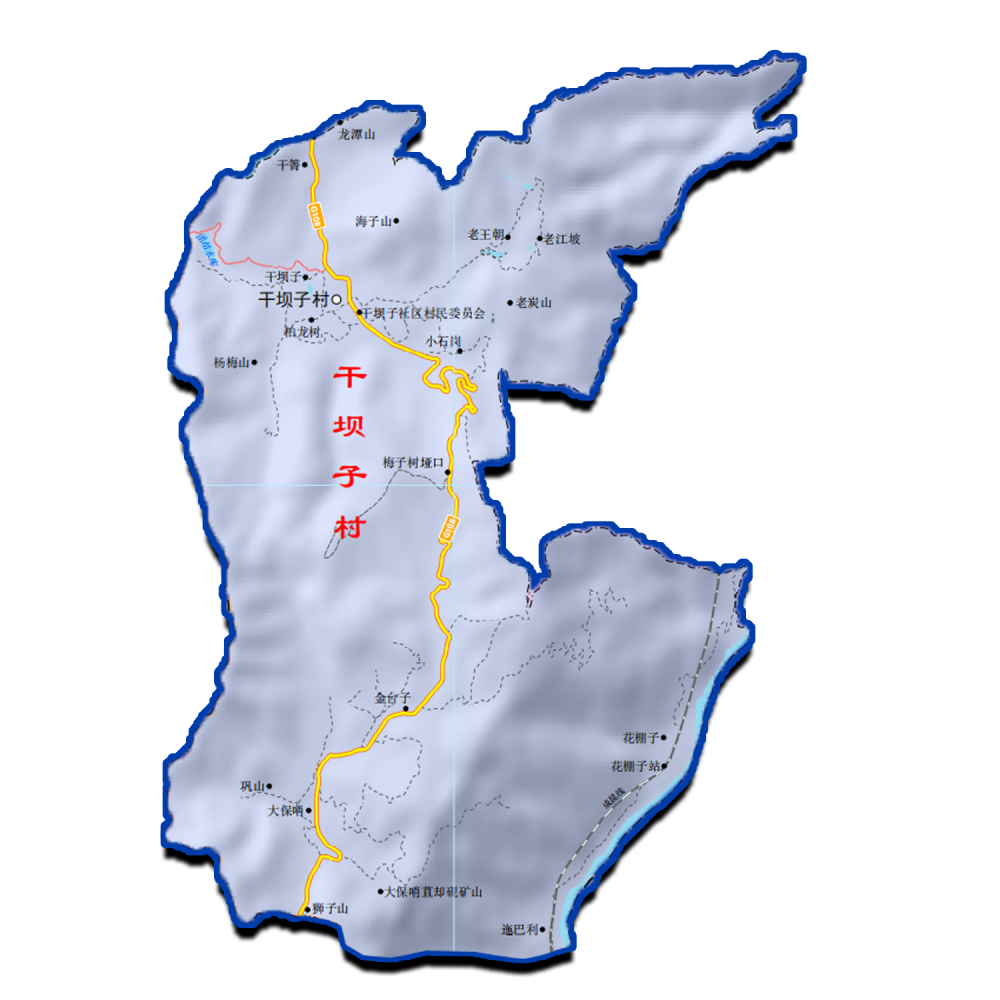 龙潭山
干箐
G108
海子山
老王朝
老江坡
干坝子
干坝子村
老炭山
干坝子社区村民委员会
柏龙树
小石岗
杨梅山
干
坝
子
村
梅子树垭口
G108
金台子
花棚子
花棚子站
巩山
成昆线
大保哨
大保哨苴却砚矿山
狮子山
迤巴利